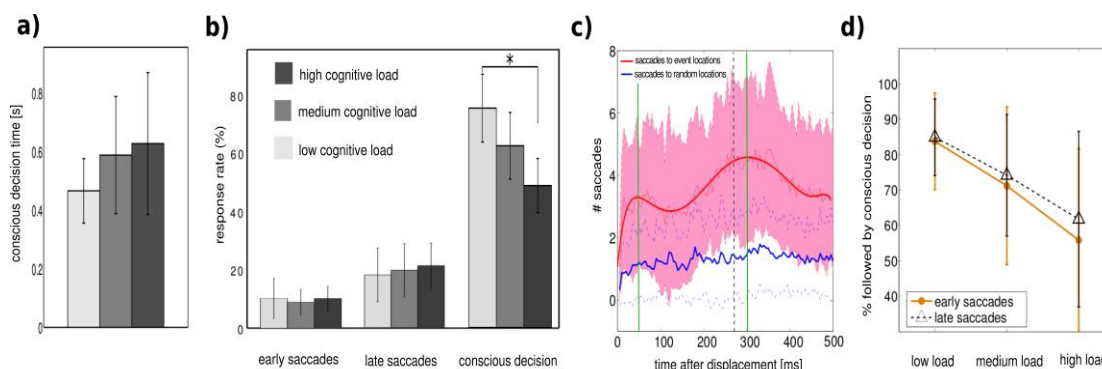 a)
conscious decision time [s]
0.8
0.6
0.4
0.2
0
b)
response rate (%)
80
60
40
20
0
high cognitive load
medium cognitive load
low cognitive load
*
early saccades
late saccades
conscious decision
c)
# saccades
8
6
4
2
0
saccades to event locations
saccades to random locations
0
100
200
300
400
500
time after displacement [ms]
d)
% followed by conscious decision
100
90
80
70
60
50
40
early saccades
late saccades
low load
medium load
high load